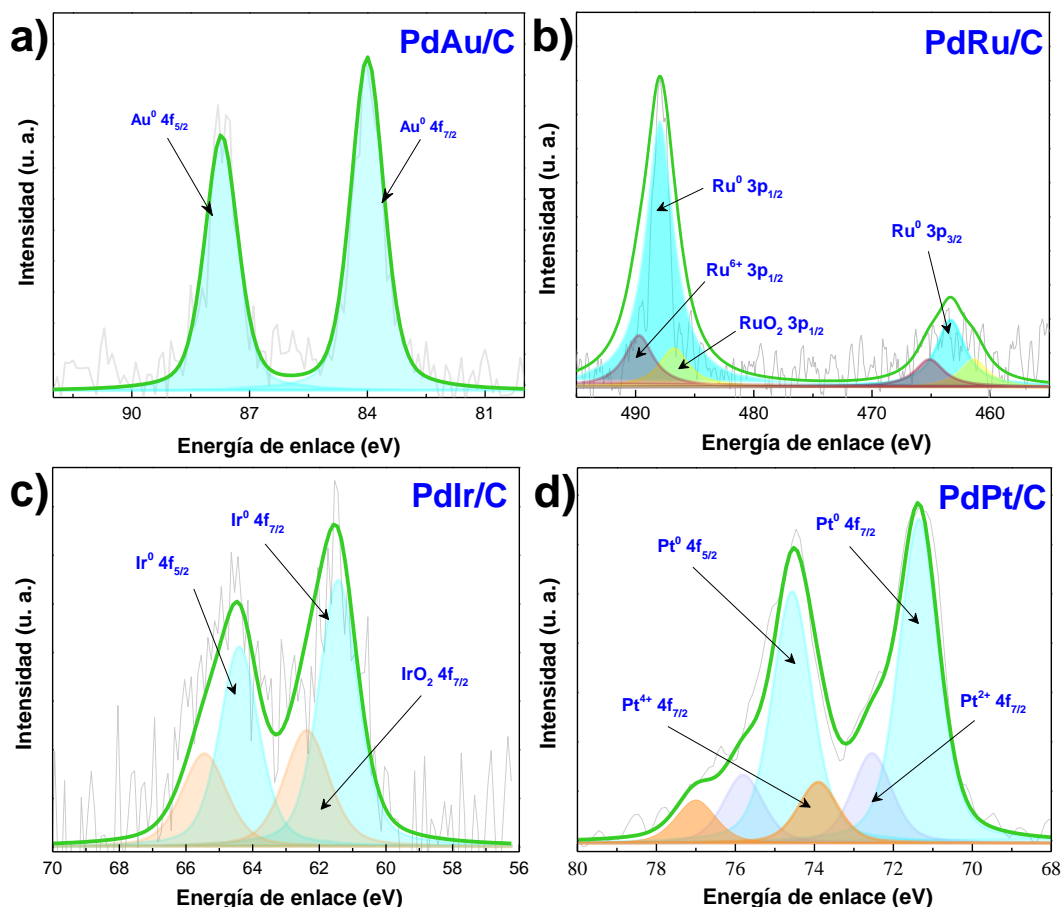 a)
PdAu/C
Au⁰ 4f₅/₂
Au⁰ 4f₇/₂
Intensidad (u. a.)
90 87 84 81
Energía de enlace (eV)
b)
PdRu/C
Ru⁰ 3p₁/₂
Ru⁰ 3p₃/₂
Ru⁶⁺ 3p₁/₂
RuO₂ 3p₁/₂
Intensidad (u. a.)
490 480 470 460
Energía de enlace (eV)
c)
PdIr/C
Ir⁰ 4f₇/₂
Ir⁰ 4f₅/₂
IrO₂ 4f₇/₂
Intensidad (u. a.)
70 68 66 64 62 60 58 56
Energía de enlace (eV)
d)
PdPt/C
Pt⁰ 4f₇/₂
Pt⁰ 4f₅/₂
Pt⁴⁺ 4f₇/₂
Pt²⁺ 4f₇/₂
Intensidad (u. a.)
80 78 76 74 72 70 68
Energía de enlace (eV)